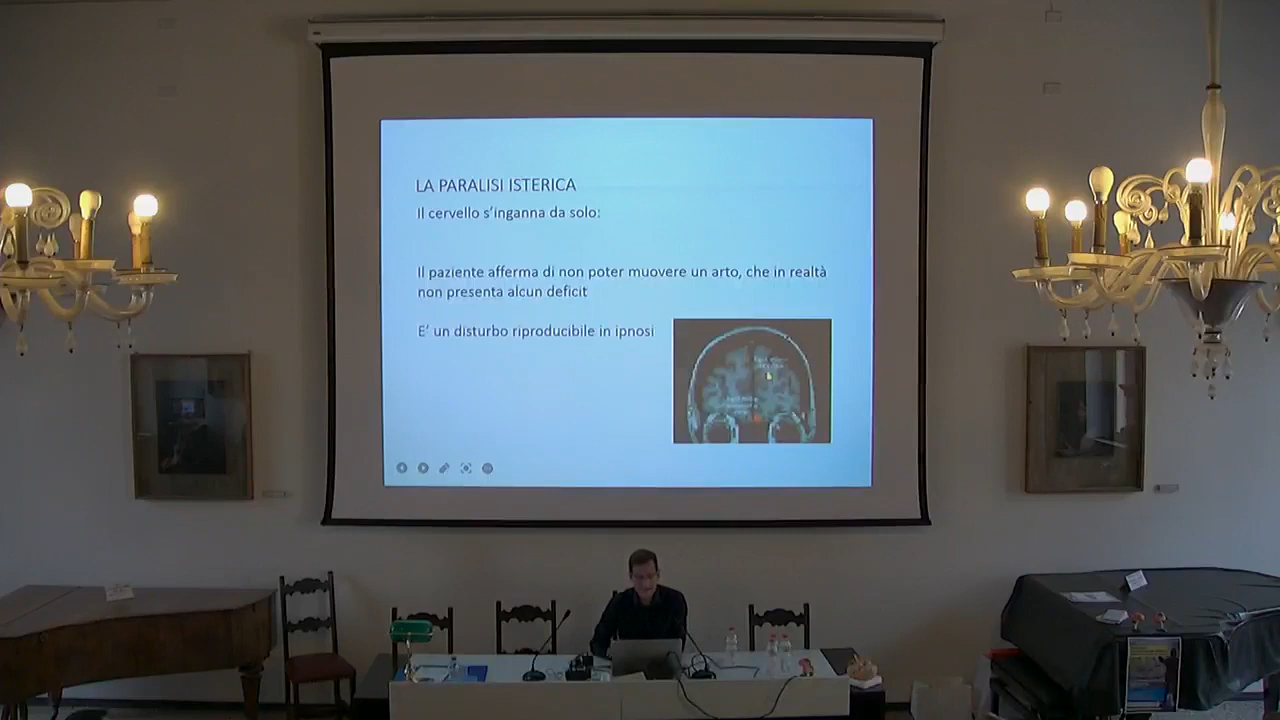 LA PARALISI ISTERICA
Il cervello s'inganna da solo:
Il paziente afferma di non poter muovere un arto, che in realtà
non presenta alcun deficit
E' un disturbo riproducibile in ipnosi